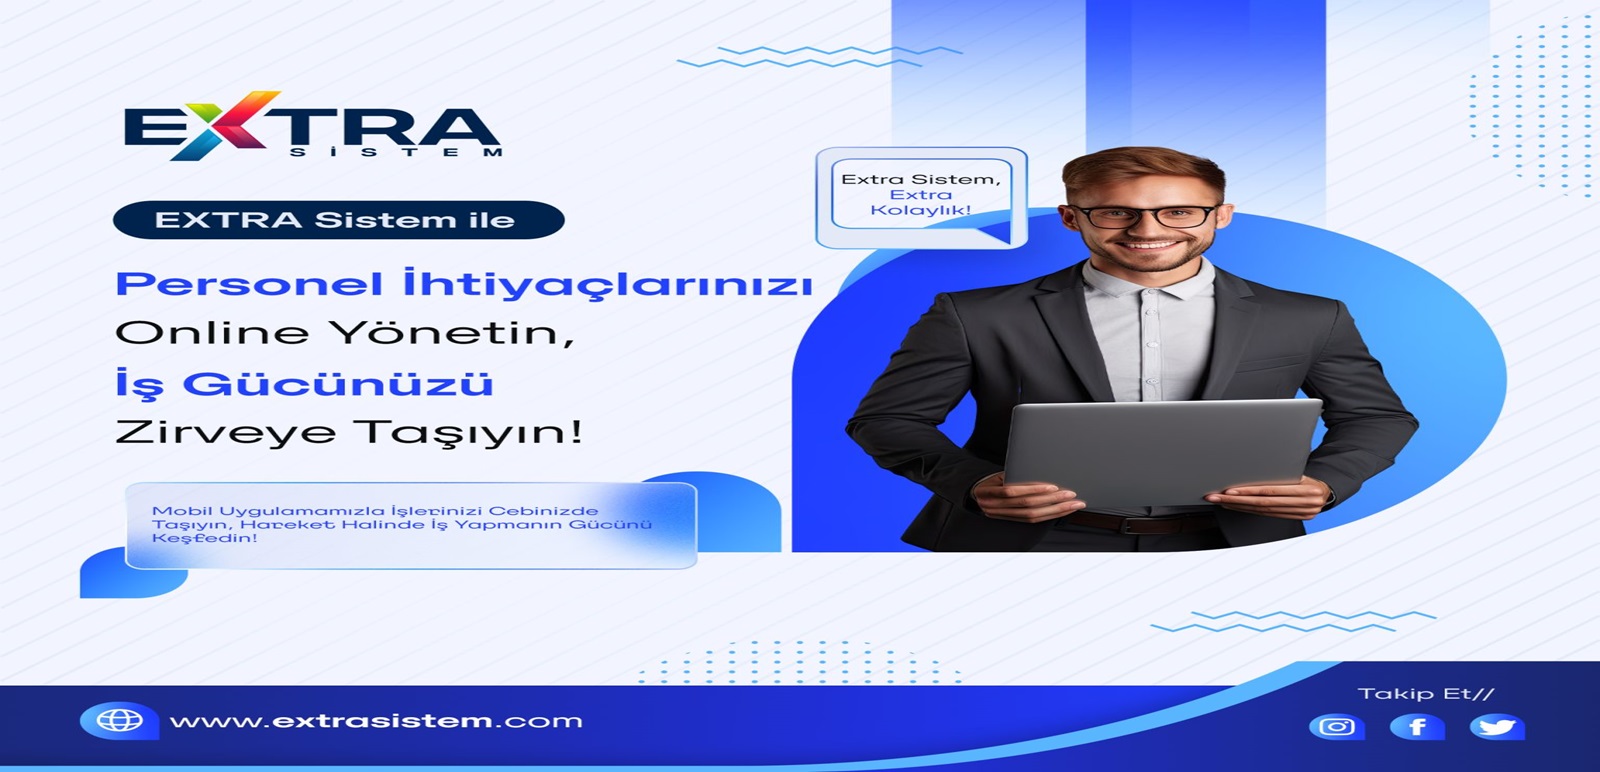 EXTRA
SİSTEM
EXTRA Sistem ile
Personel İhtiyaçlarınızı
Online Yönetin,
İş Gücünüzü
Zirveye Taşıyın!
Mobil Uygulamamızla İşlerinizi Cebinizde
Taşıyın, Hareket Halinde İş Yapmanın Gücünü
Keşfedin!
Extra Sistem,
Extra
Kolaylık!
www.extrasistem.com
Takip Et//